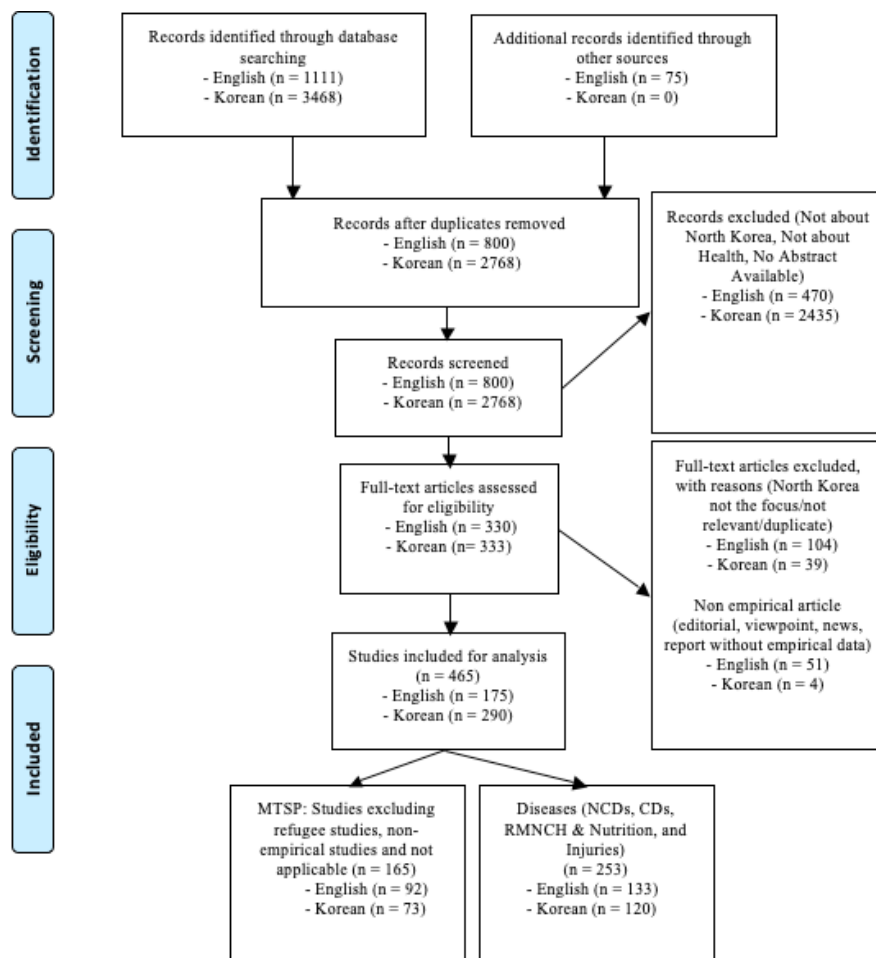 Identification
Records identified through database
searching
- English (n = 1111)
- Korean (n = 3468)
Additional records identified through
other sources
- English (n = 75)
- Korean (n = 0)
Records after duplicates removed
- English (n = 800)
- Korean (n = 2768)
Records excluded (Not about
North Korea, Not about
Health, No Abstract
Available)
- English (n = 470)
- Korean (n = 2435)
Screening
Records screened
- English (n = 800)
- Korean (n = 2768)
Eligibility
Full-text articles assessed
for eligibility
- English (n = 330)
- Korean (n= 333)
Full-text articles excluded,
with reasons (North Korea
not the focus/not
relevant/duplicate)
- English (n = 104)
- Korean (n = 39)
Non empirical article
(editorial, viewpoint, news,
report without empirical data)
- English (n = 51)
- Korean (n = 4)
Included
Studies included for analysis
(n = 465)
- English (n = 175)
- Korean (n = 290)
MTSP: Studies excluding
refugee studies, non-
empirical studies and not
applicable (n = 165)
- English (n = 92)
- Korean (n = 73)
Diseases (NCDs, CDs,
RMNCH & Nutrition, and
Injuries)
(n = 253)
- English (n = 133)
- Korean (n = 120)